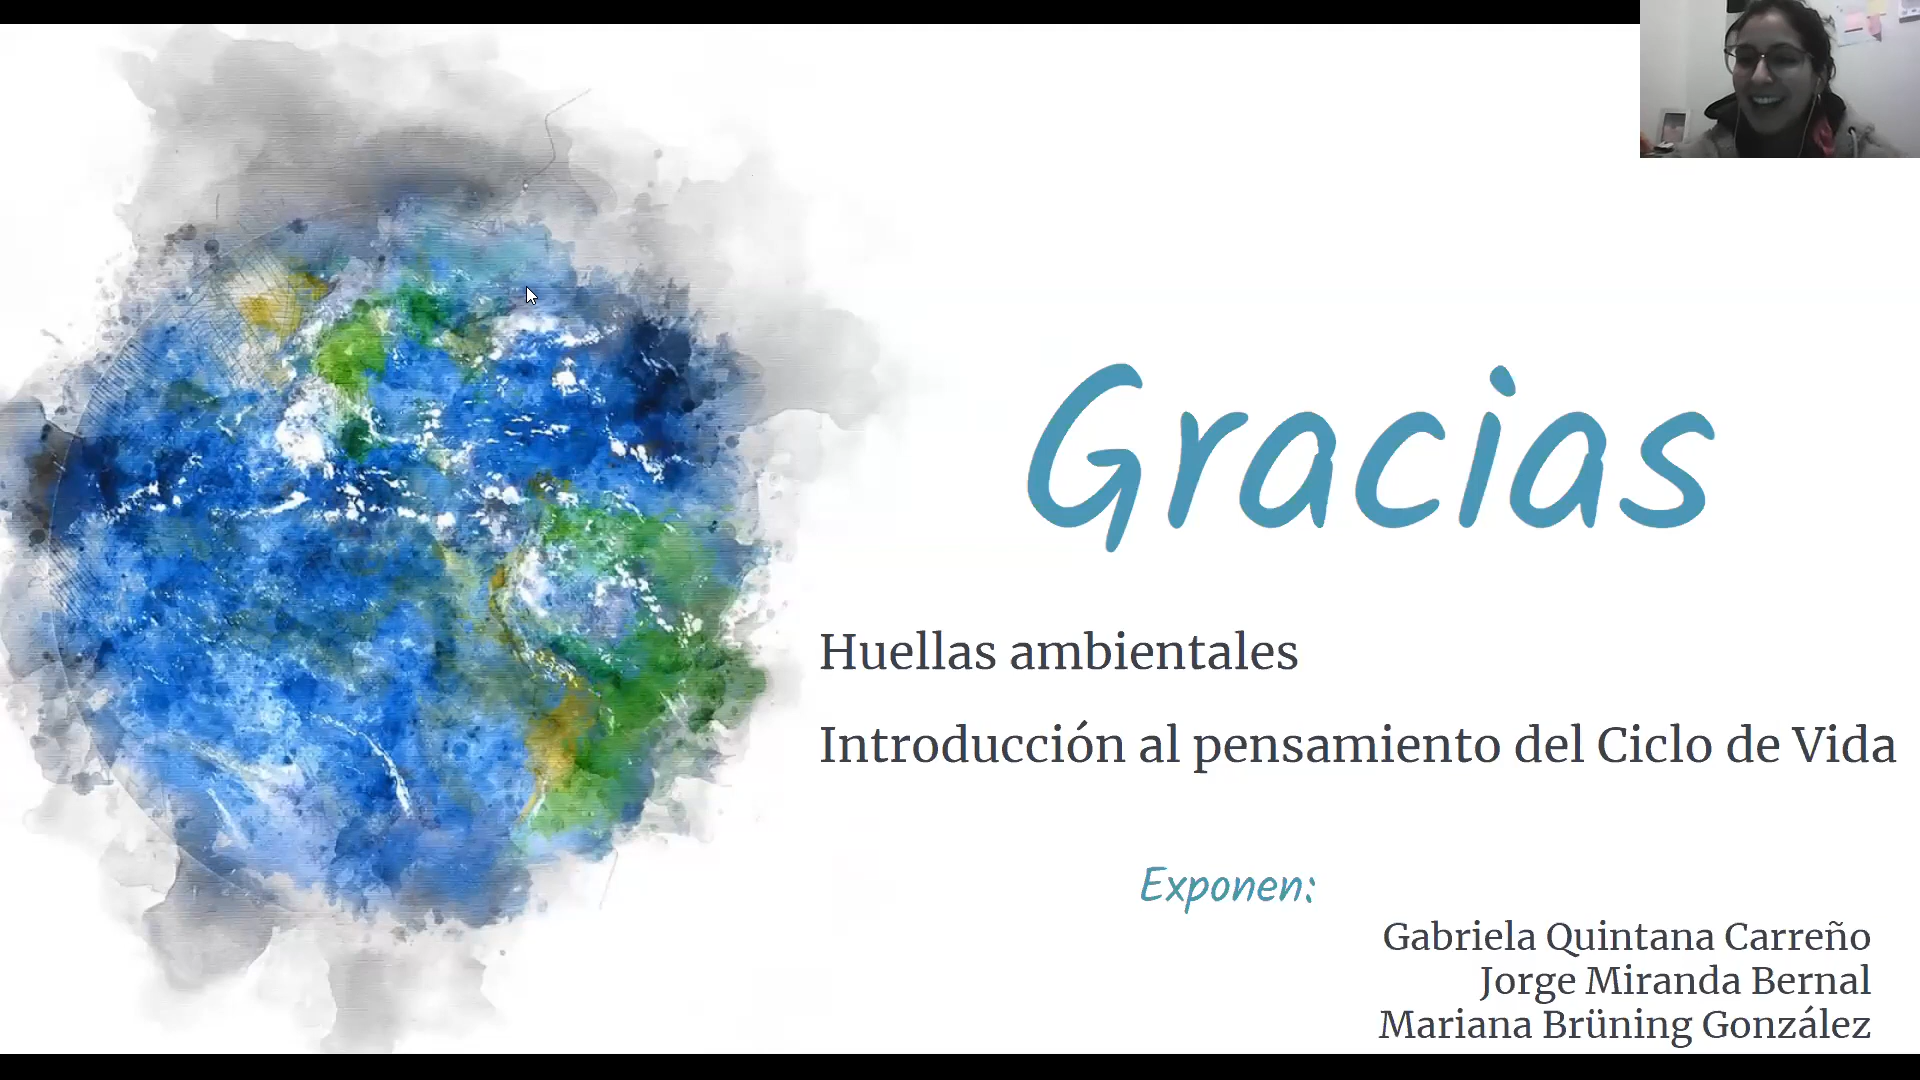 Gracias
Huellas ambientales
Introducción al pensamiento del Ciclo de Vida
Exponen:
Gabriela Quintana Carreño
Jorge Miranda Bernal
Mariana Brüning González